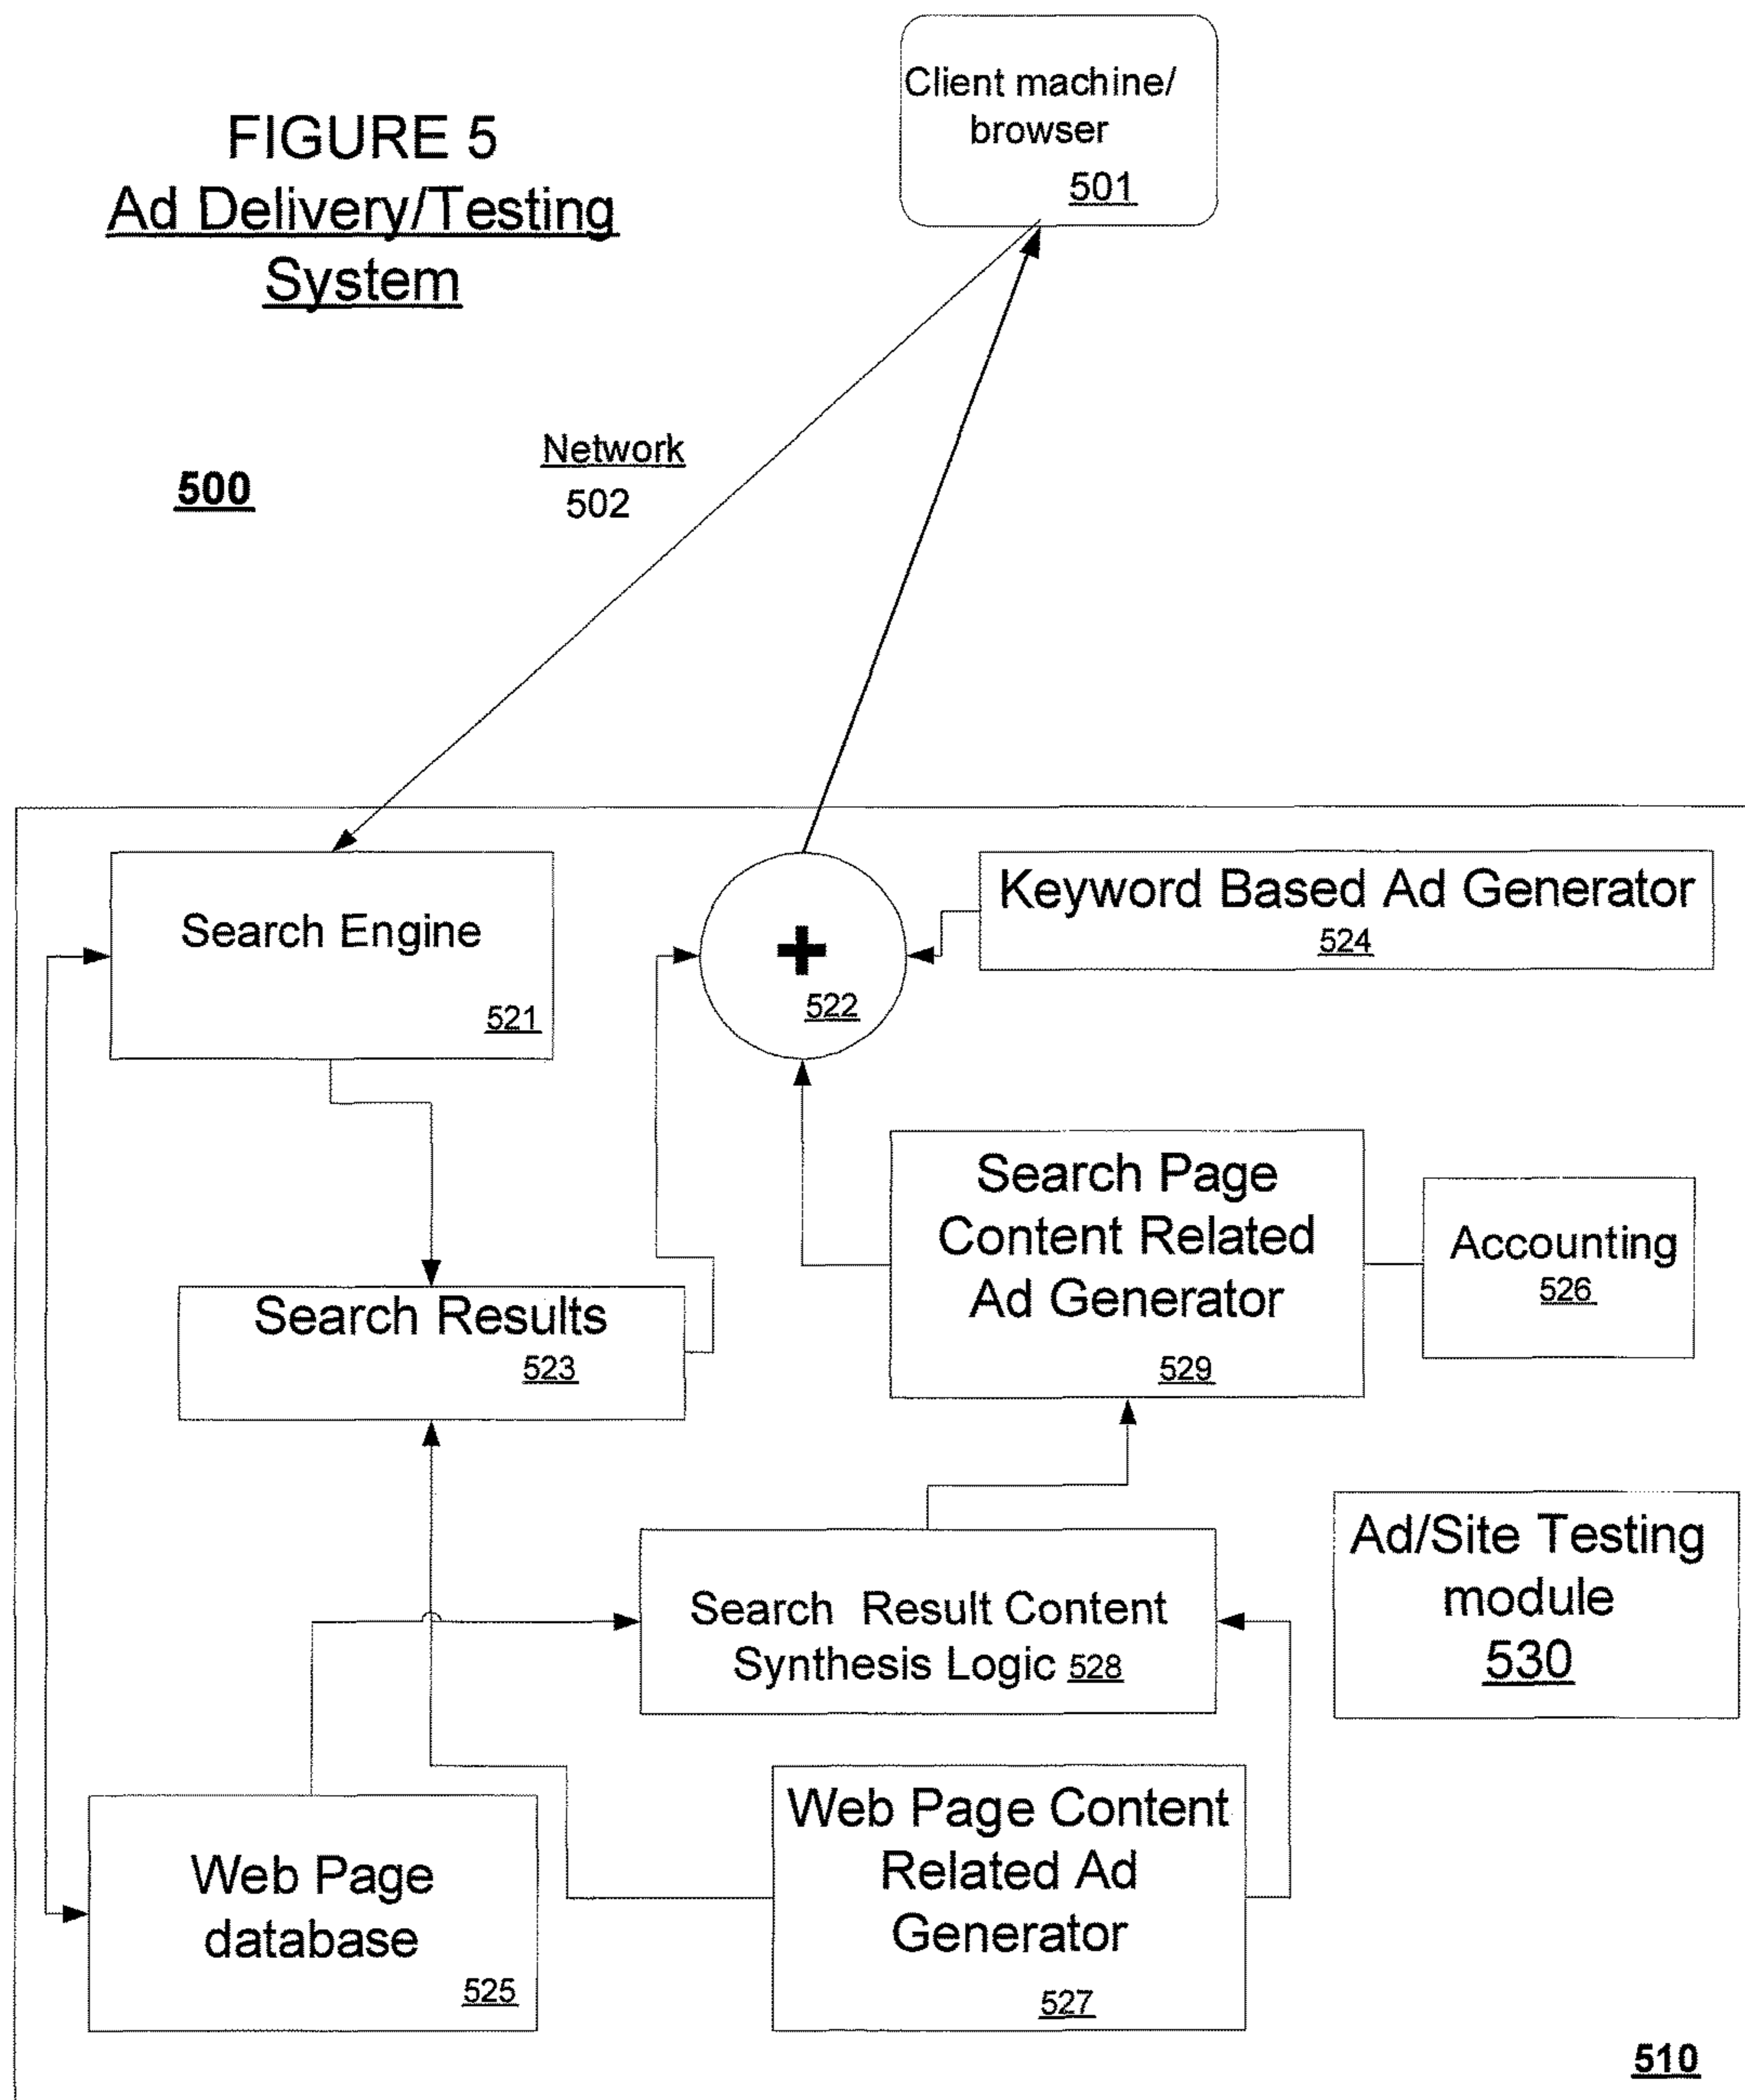 FIGURE 5
Ad Delivery/Testing
System
Client machine/
browser
501
500
Network
502
Search Engine
521
+
522
Keyword Based Ad Generator
524
Search Page
Content Related
Ad Generator
529
Accounting
526
Search Results
523
Ad/Site Testing
module
530
Search Result Content
Synthesis Logic 528
Web Page
database
525
Web Page Content
Related Ad
Generator
527
510